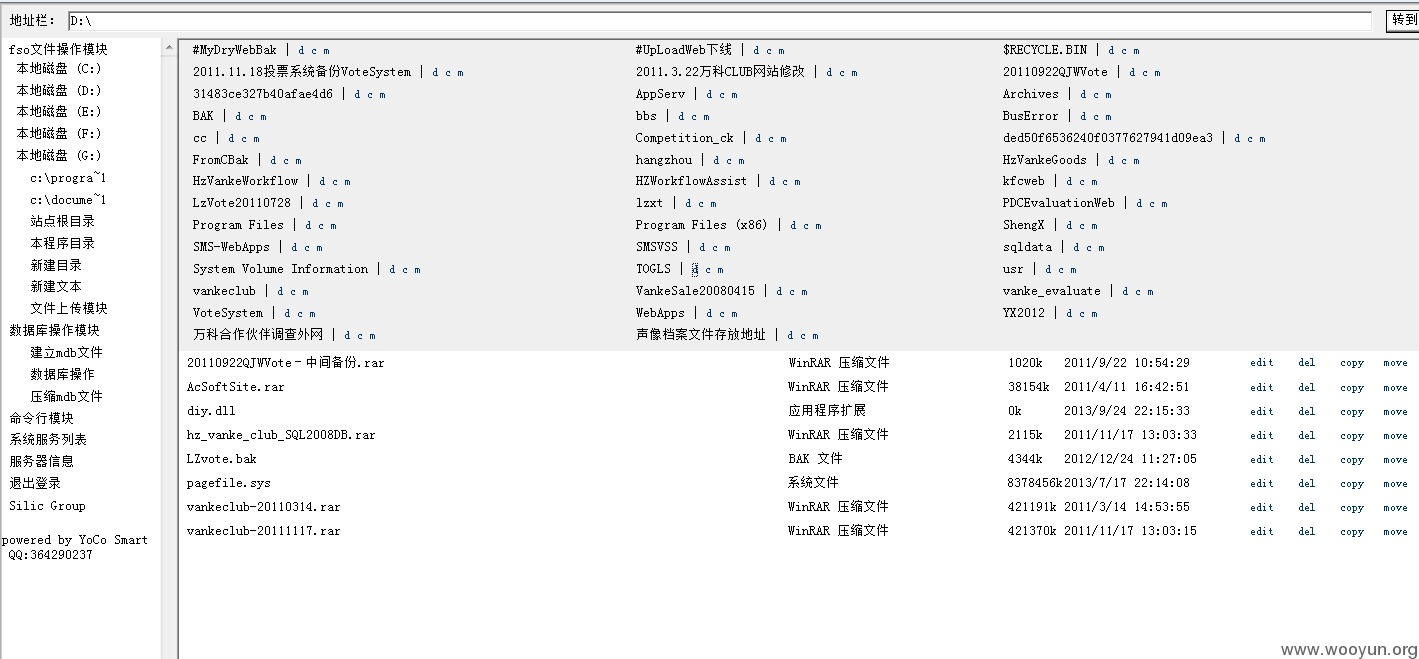 地址栏: D:\ 转到
fso文件操作模块
本地磁盘 (C:)
本地磁盘 (D:)
本地磁盘 (E:)
本地磁盘 (F:)
本地磁盘 (G:)
c:\progra~1
c:\docume~1
站点根目录
本程序目录
新建目录
新建文本
文件上传模块
数据库操作模块
建立mdb文件
数据库操作
压缩mdb文件
命令行模块
系统服务列表
服务器信息
退出登录
Silic Group
powered by YoCo Smart
QQ:364290237
#MyDryWebBak | d c m #UpLoadWeb下线 | d c m $RECYCLE.BIN | d c m
2011.11.18投票系统备份VoteSystem | d c m 2011.3.22万科CLUB网站修改 | d c m 20110922QJWVote | d c m
31483ce327b40afae4d6 | d c m AppServ | d c m Archives | d c m
BAK | d c m bbs | d c m BusError | d c m
cc | d c m Competition_ck | d c m ded50f6536240f0377627941d09ea3 | d c m
FromCBak | d c m hangzhou | d c m HzVankeGoods | d c m
HzVankeWorkflow | d c m HZWorkflowAssist | d c m kfcweb | d c m
LzVote20110728 | d c m lzxt | d c m PDCEvaluationWeb | d c m
Program Files | d c m Program Files (x86) | d c m ShengX | d c m
SMS-WebApps | d c m SMSVSS | d c m sqldata | d c m
System Volume Information | d c m TOGLS | d c m usr | d c m
vankeclub | d c m VankeSale20080415 | d c m vanke_evaluate | d c m
VoteSystem | d c m WebApps | d c m YX2012 | d c m
万科合作伙伴调查外网 | d c m 声像档案文件存放地址 | d c m
20110922QJWVote－中间备份.rar WinRAR 压缩文件 1020k 2011/9/22 10:54:29 edit del copy move
AcSoftSite.rar WinRAR 压缩文件 38154k 2011/4/11 16:42:51 edit del copy move
diy.dll 应用程序扩展 0k 2013/9/24 22:15:33 edit del copy move
hz_vanke_club_SQL2008DB.rar WinRAR 压缩文件 2115k 2011/11/17 13:03:33 edit del copy move
LZvote.bak BAK 文件 4344k 2012/12/24 11:27:05 edit del copy move
pagefile.sys 系统文件 8378456k 2013/7/17 22:14:08 edit del copy move
vankeclub-20110314.rar WinRAR 压缩文件 421191k 2011/3/14 14:53:55 edit del copy move
vankeclub-20111117.rar WinRAR 压缩文件 421370k 2011/11/17 13:03:15 edit del copy move
www.wooyun.org